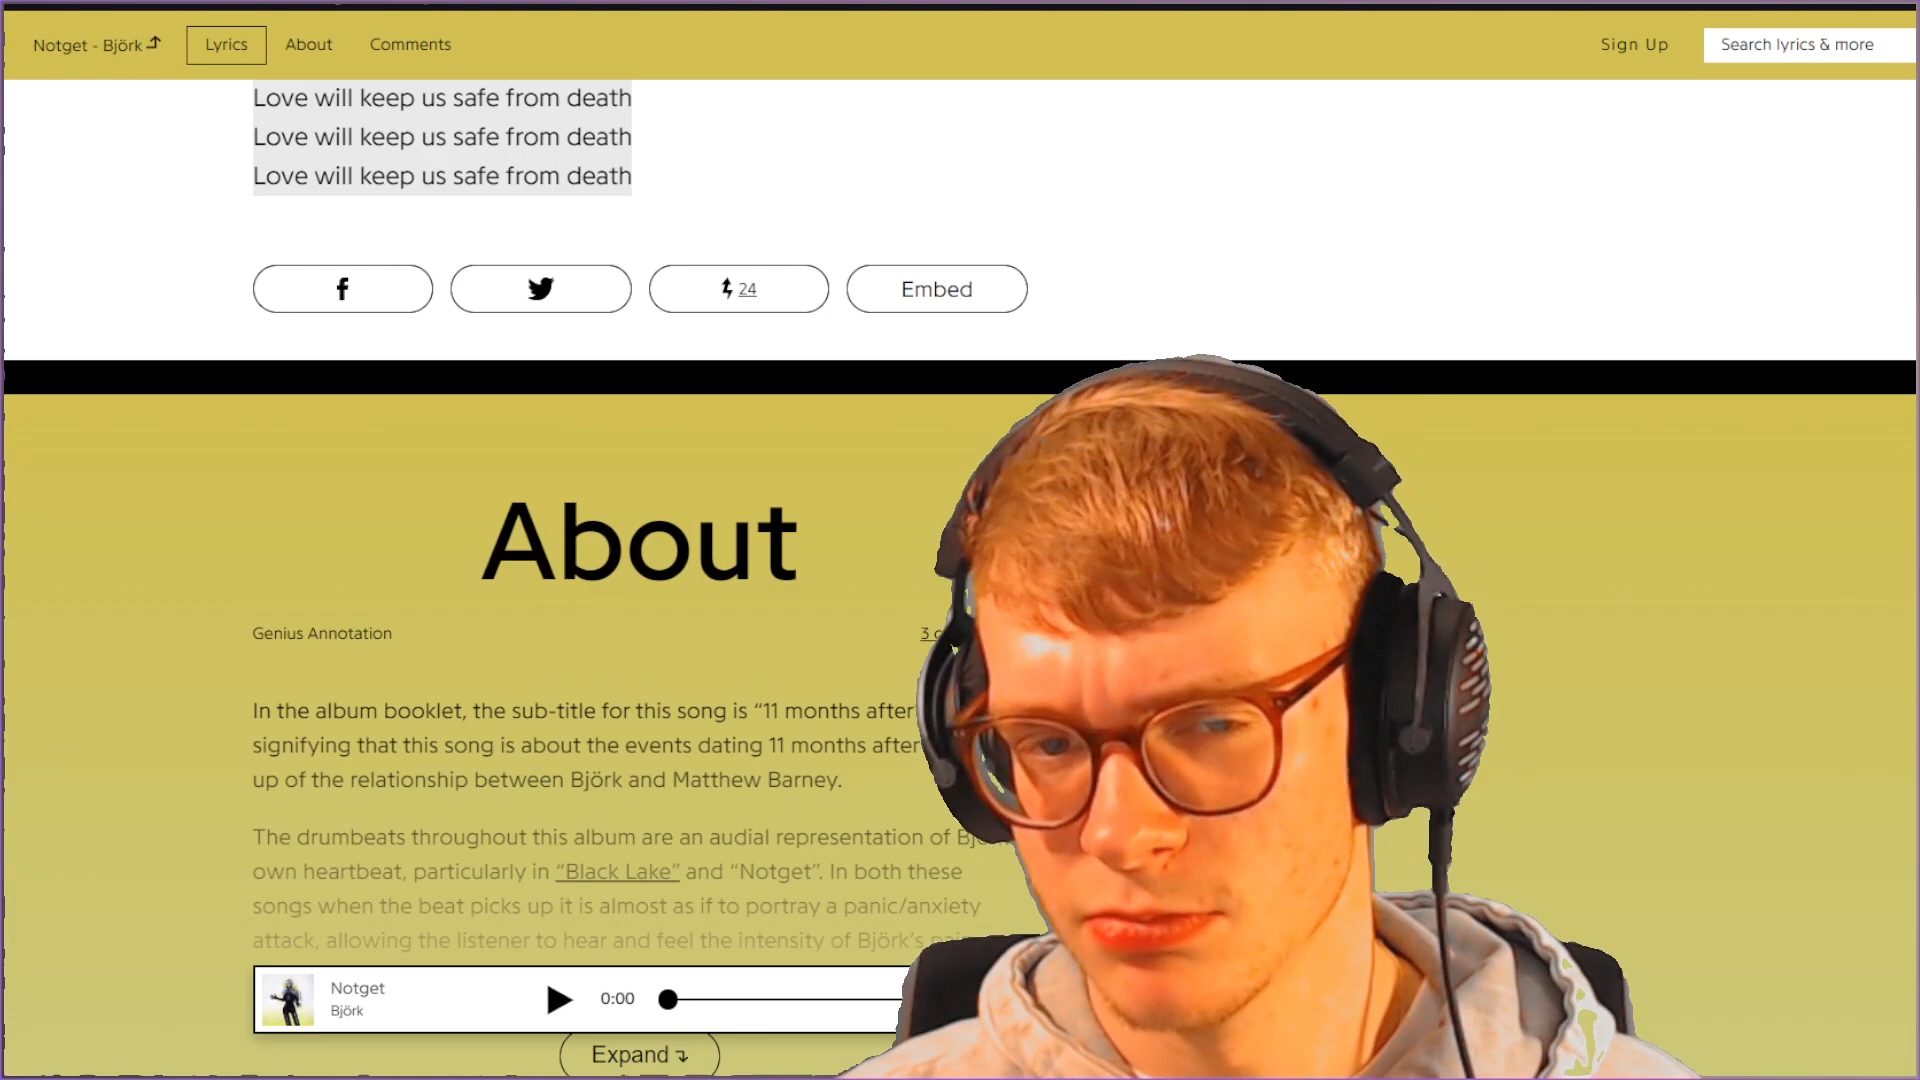 Notget - Björk Lyrics About Comments Sign Up Search lyrics & more
Love will keep us safe from death
Love will keep us safe from death
Love will keep us safe from death
24 Embed
About
Genius Annotation 3
In the album booklet, the sub-title for this song is “11 months after
signifying that this song is about the events dating 11 months after
up of the relationship between Björk and Matthew Barney.
The drumbeats throughout this album are an audial representation of
own heartbeat, particularly in “Black Lake” and “Notget”. In both these
songs when the beat picks up it is almost as if to portray a panic/anxiety
attack, allowing the listener to hear and feel the intensity of Björk’s
Notget
Björk
0:00
Expand